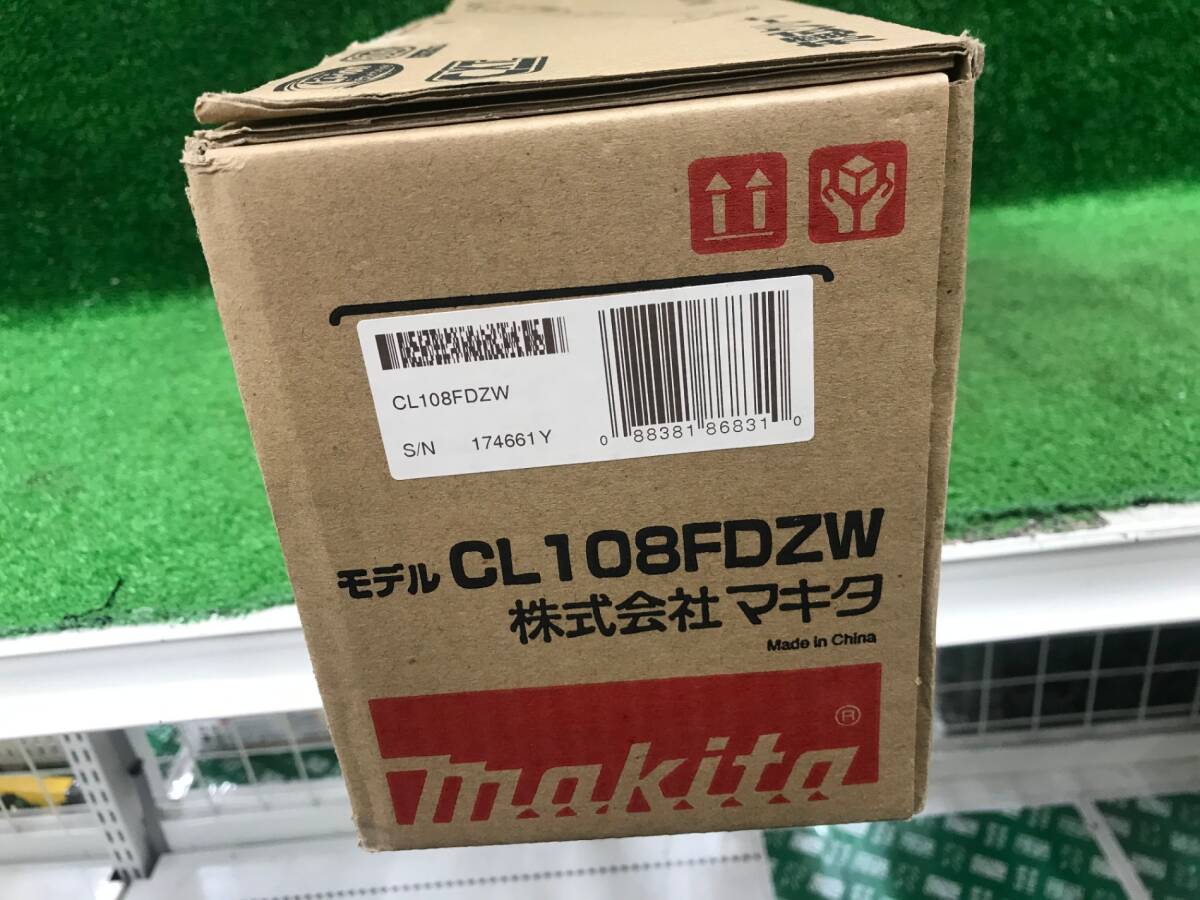 CL108FDZW
S/N 174661Y
0 88381 86831 0
モデル CL108FDZW
株式会社マキタ
Made in China
makita ®